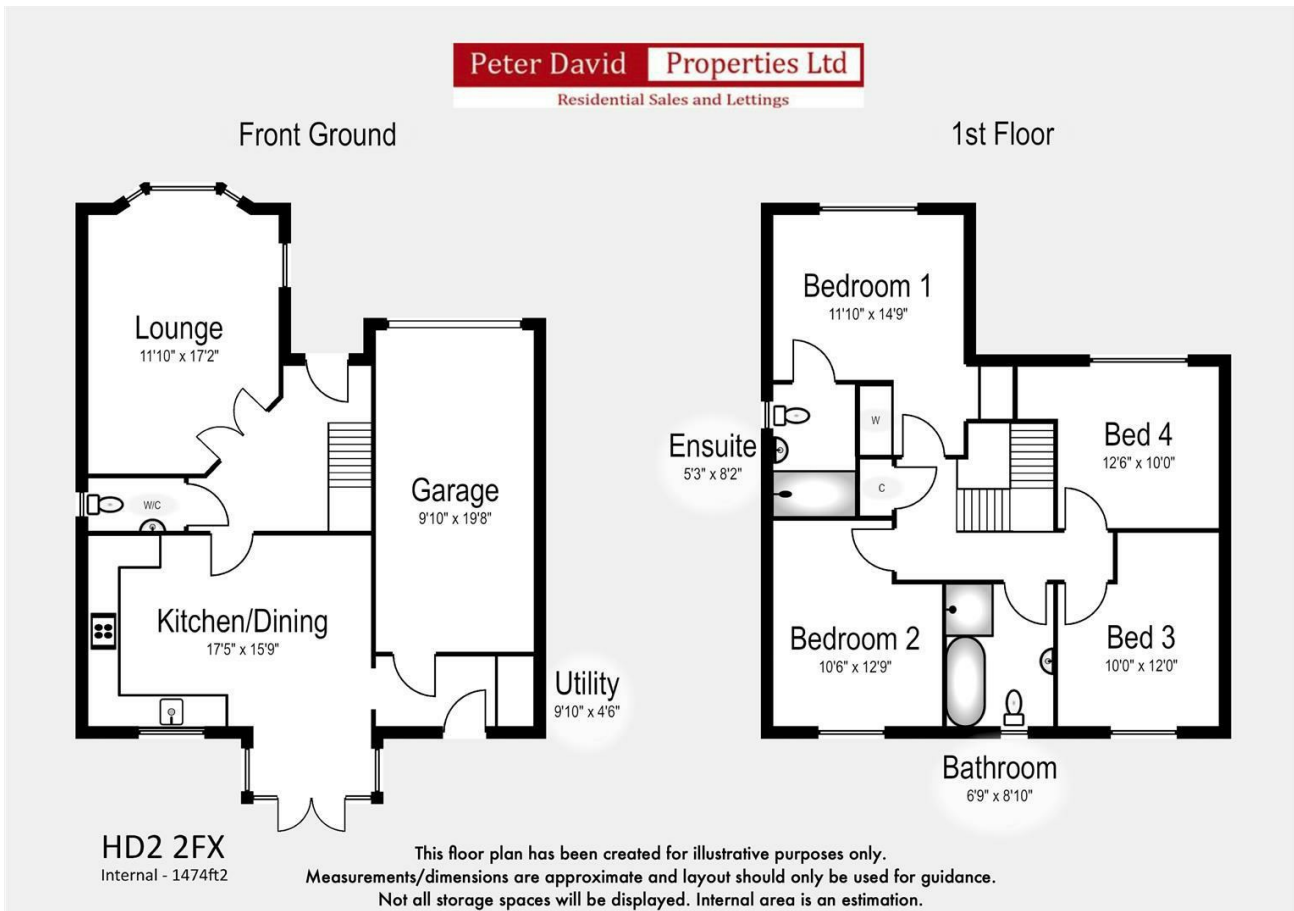 Peter David Properties Ltd
Residential Sales and Lettings
Front Ground
1st Floor
Lounge
11'10" x 17'2"
W/C
Garage
9'10" x 19'8"
Kitchen/Dining
17'5" x 15'9"
Utility
9'10" x 4'6"
Bedroom 1
11'10" x 14'9"
Ensuite
5'3" x 8'2"
W
C
Bed 4
12'6" x 10'0"
Bedroom 2
10'6" x 12'9"
Bed 3
10'0" x 12'0"
Bathroom
6'9" x 8'10"
HD2 2FX
Internal - 1474ft2
This floor plan has been created for illustrative purposes only.
Measurements/dimensions are approximate and layout should only be used for guidance.
Not all storage spaces will be displayed. Internal area is an estimation.